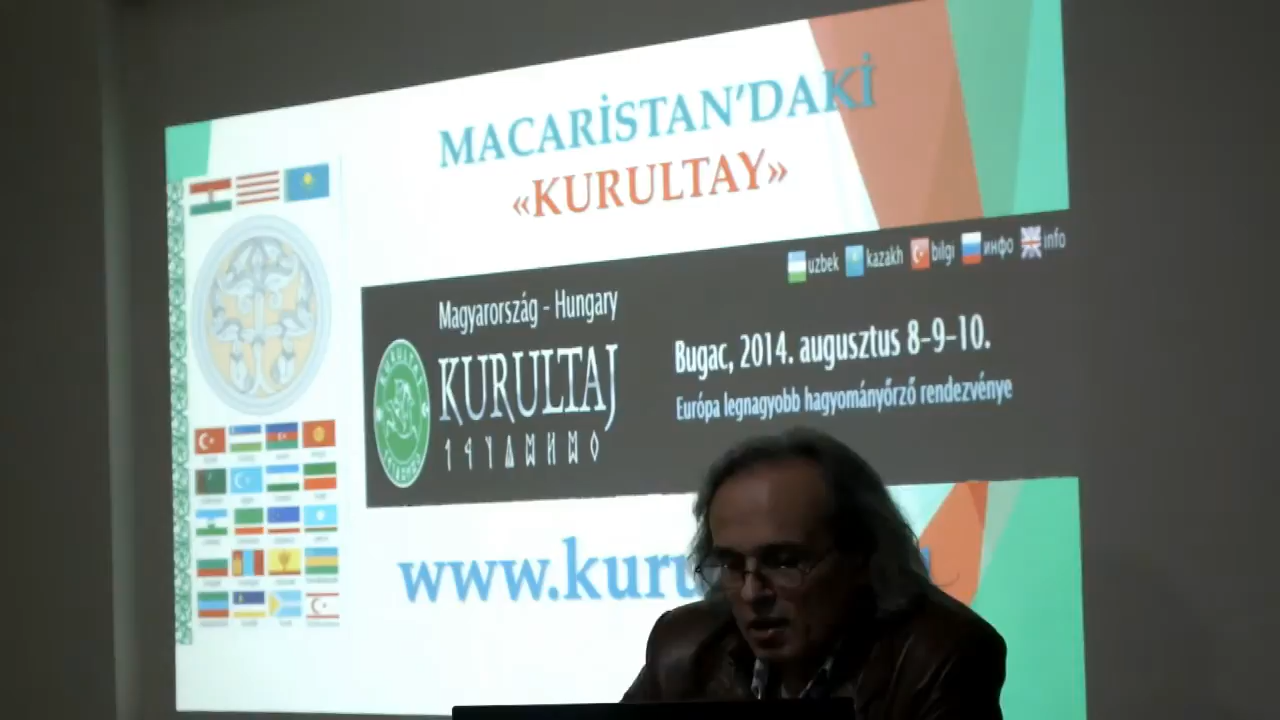 MACARİSTAN'DAKİ
«KURULTAY»
uzbek kazakh bilgi инфо info
Magyarország - Hungary
KURULTAJ
Bugac, 2014. augusztus 8-9-10.
Európa legnagyobb hagyományőrző rendezvénye
KURULTAJ
www.kuru